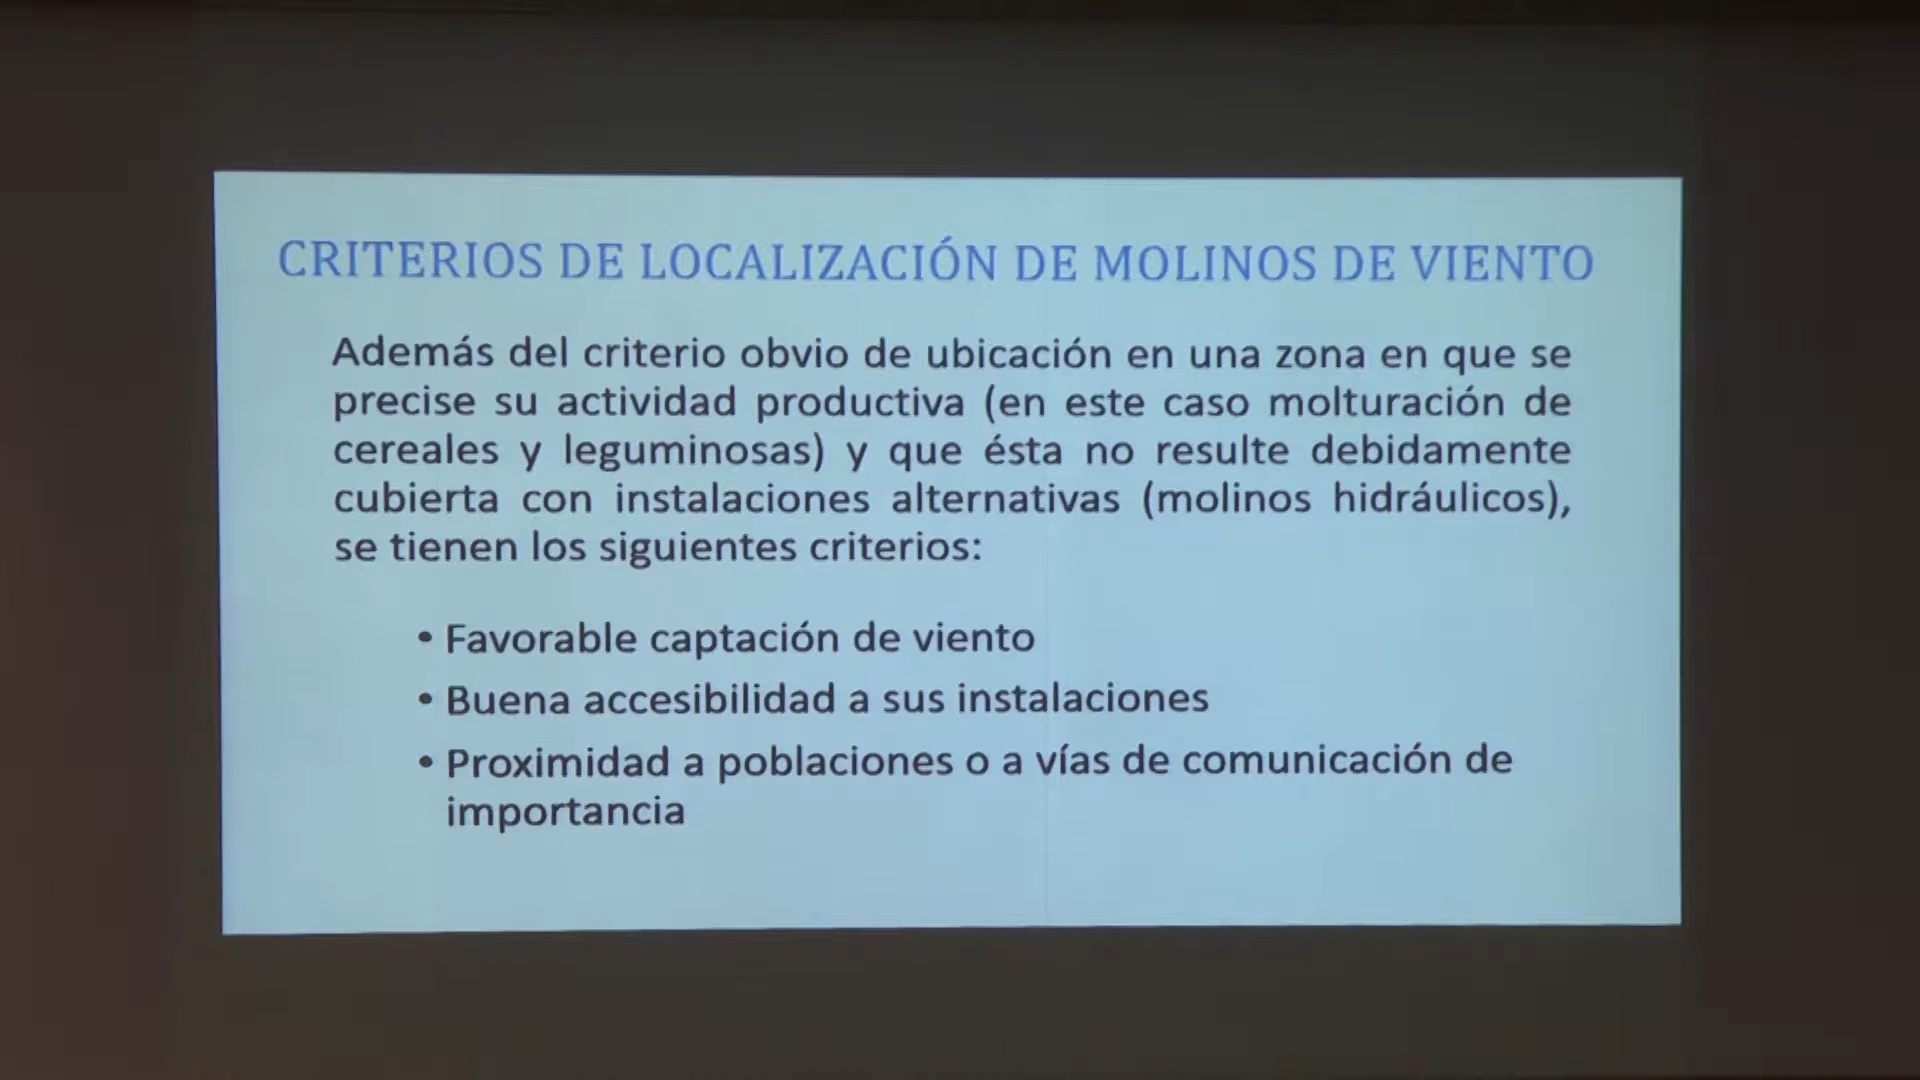 CRITERIOS DE LOCALIZACIÓN DE MOLINOS DE VIENTO
Además del criterio obvio de ubicación en una zona en que se
precise su actividad productiva (en este caso molturación de
cereales y leguminosas) y que ésta no resulte debidamente
cubierta con instalaciones alternativas (molinos hidráulicos),
se tienen los siguientes criterios:
• Favorable captación de viento
• Buena accesibilidad a sus instalaciones
• Proximidad a poblaciones o a vías de comunicación de
importancia